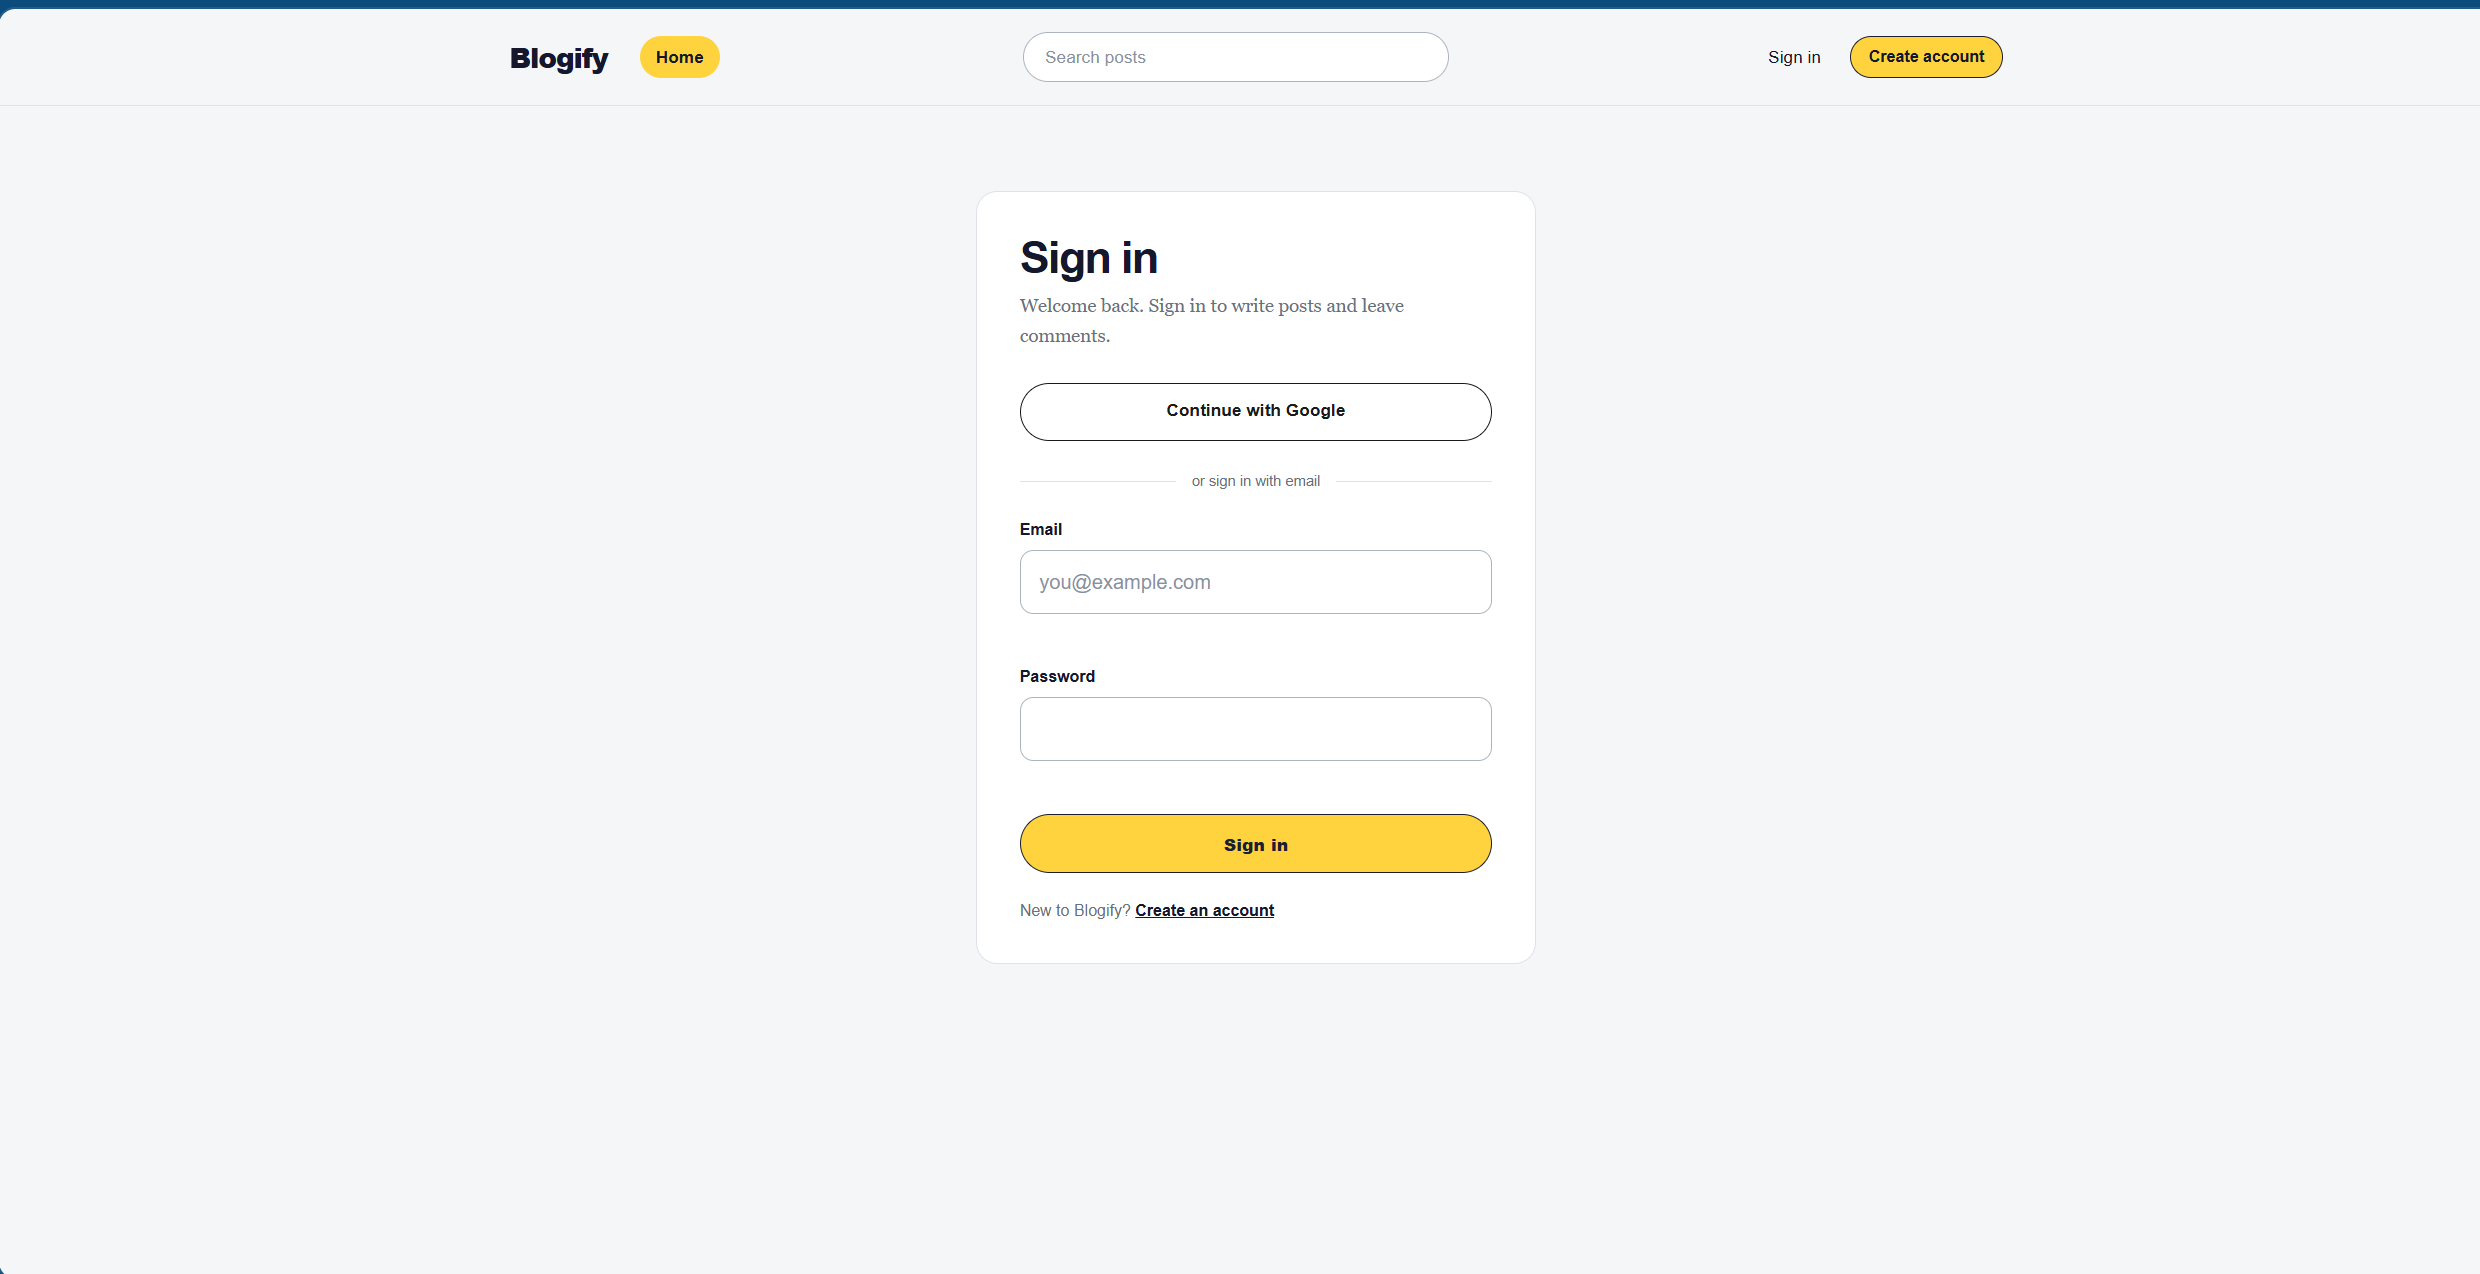 Blogify
Home
Search posts
Sign in
Create account
Sign in
Welcome back. Sign in to write posts and leave
comments.
Continue with Google
or sign in with email
Email
you@example.com
Password
Sign in
New to Blogify? Create an account